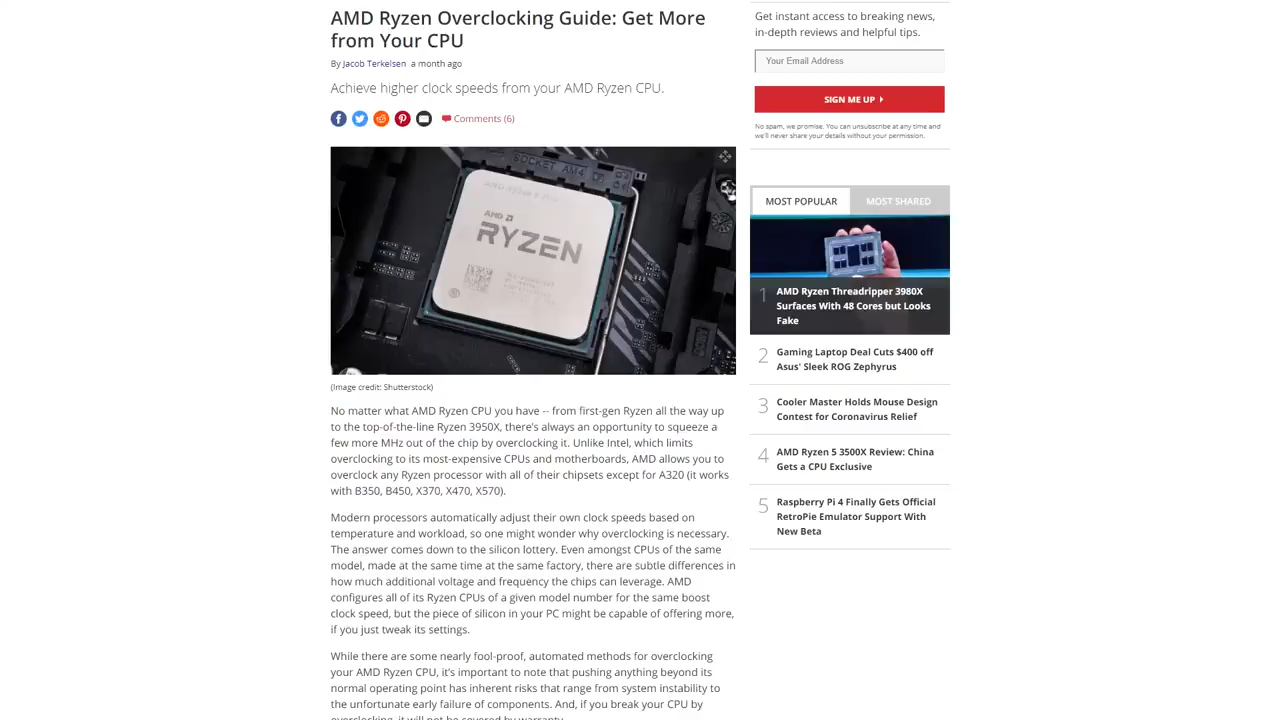 AMD Ryzen Overclocking Guide: Get More
from Your CPU
By Jacob Terkelsen a month ago
Achieve higher clock speeds from your AMD Ryzen CPU.
Comments (6)
SOCKET AM4
AMD
RYZEN
(Image credit: Shutterstock)
No matter what AMD Ryzen CPU you have -- from first-gen Ryzen all the way up
to the top-of-the-line Ryzen 3950X, there's always an opportunity to squeeze a
few more MHz out of the chip by overclocking it. Unlike Intel, which limits
overclocking to its most-expensive CPUs and motherboards, AMD allows you to
overclock any Ryzen processor with all of their chipsets except for A320 (it works
with B350, B450, X370, X470, X570).
Modern processors automatically adjust their own clock speeds based on
temperature and workload, so one might wonder why overclocking is necessary.
The answer comes down to the silicon lottery. Even amongst CPUs of the same
model, made at the same time at the same factory, there are subtle differences in
how much additional voltage and frequency the chips can leverage. AMD
configures all of its Ryzen CPUs of a given model number for the same boost
clock speed, but the piece of silicon in your PC might be capable of offering more,
if you just tweak its settings.
While there are some nearly fool-proof, automated methods for overclocking
your AMD Ryzen CPU, it's important to note that pushing anything beyond its
normal operating point has inherent risks that range from system instability to
the unfortunate early failure of components. And, if you break your CPU by
overclocking, it will not be covered by warranty.
Get instant access to breaking news,
in-depth reviews and helpful tips.
Your Email Address
SIGN ME UP
No spam, we promise. You can unsubscribe at any time and
we'll never share your details without your permission.
MOST POPULAR
MOST SHARED
1 AMD Ryzen Threadripper 3980X
Surfaces With 48 Cores but Looks
Fake
2 Gaming Laptop Deal Cuts $400 off
Asus' Sleek ROG Zephyrus
3 Cooler Master Holds Mouse Design
Contest for Coronavirus Relief
4 AMD Ryzen 5 3500X Review: China
Gets a CPU Exclusive
5 Raspberry Pi 4 Finally Gets Official
RetroPie Emulator Support With
New Beta